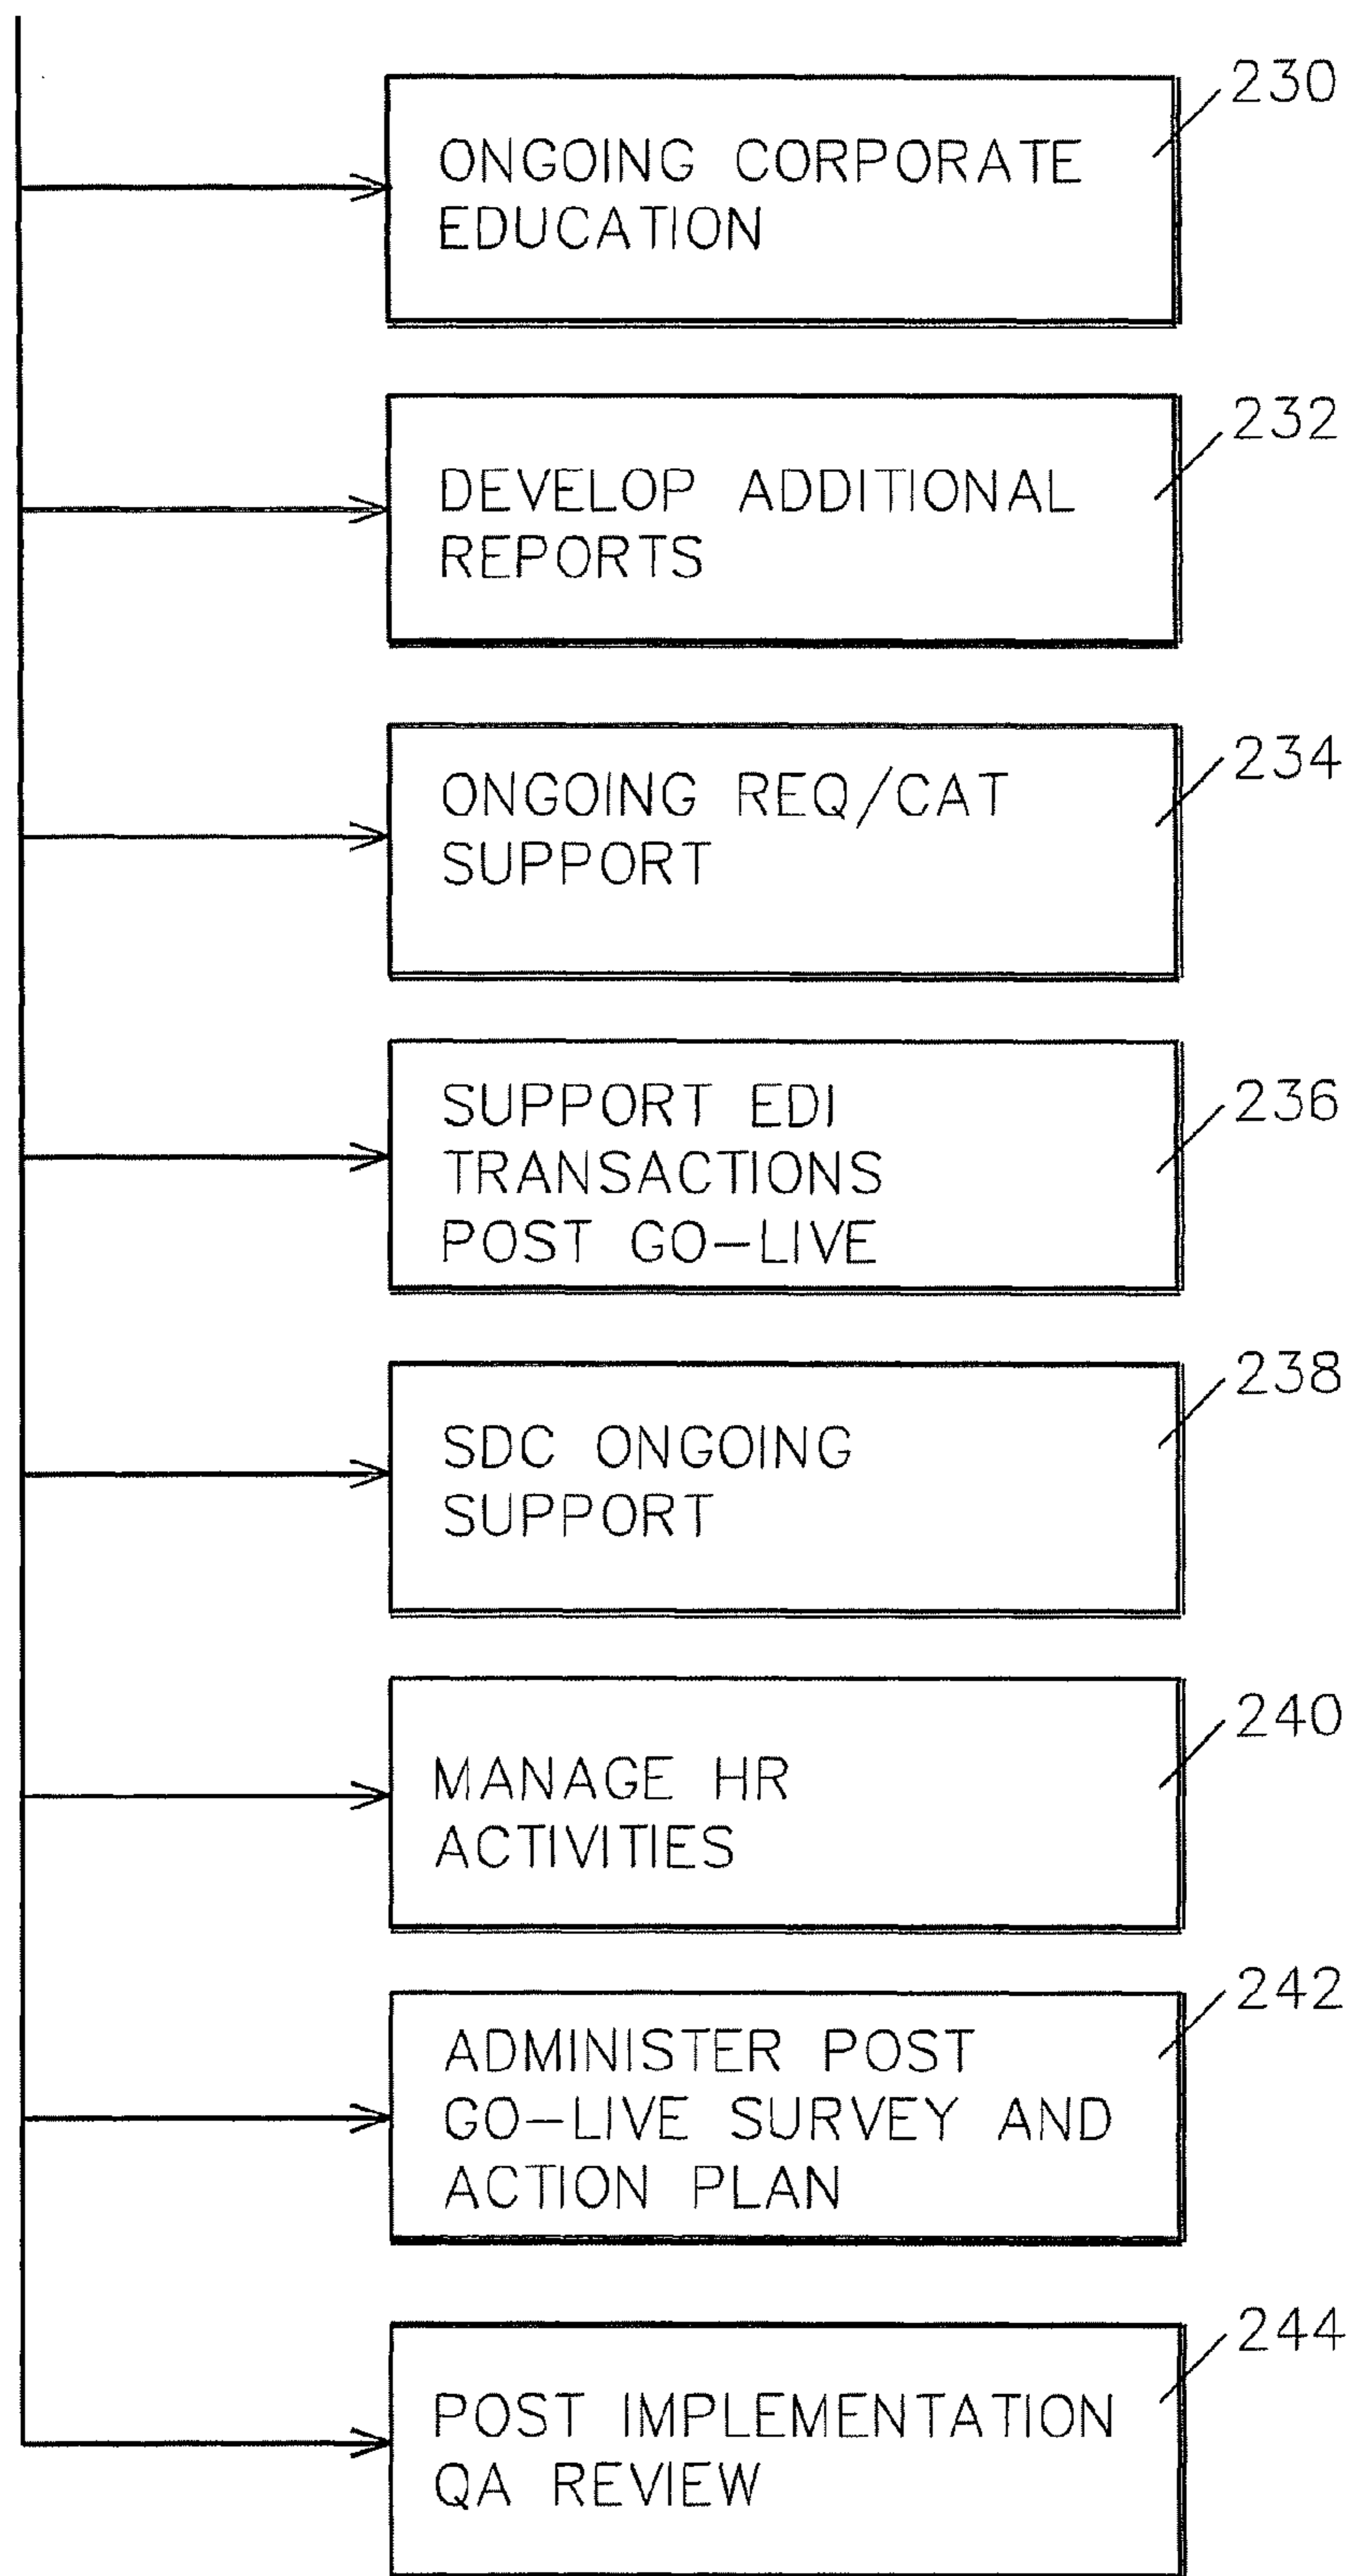 230
ONGOING CORPORATE
EDUCATION
232
DEVELOP ADDITIONAL
REPORTS
234
ONGOING REQ/CAT
SUPPORT
236
SUPPORT EDI
TRANSACTIONS
POST GO-LIVE
238
SDC ONGOING
SUPPORT
240
MANAGE HR
ACTIVITIES
242
ADMINISTER POST
GO-LIVE SURVEY AND
ACTION PLAN
244
POST IMPLEMENTATION
QA REVIEW